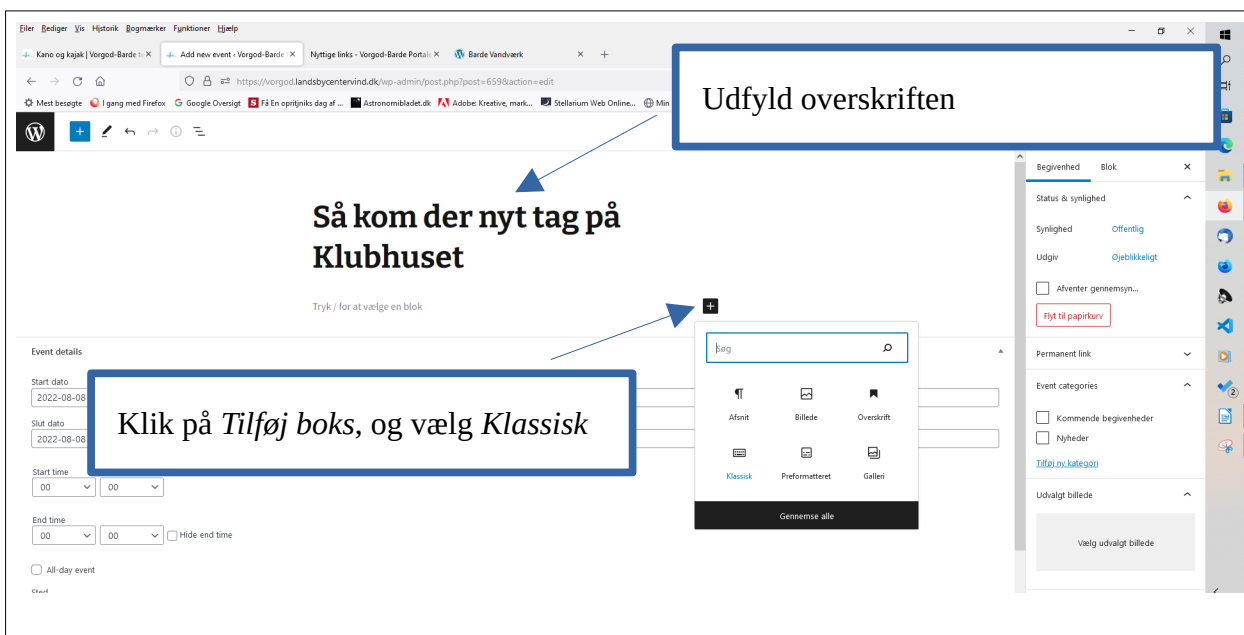 Filer Rediger Vis Historik Bogmærker Funktioner Hjælp
Kano og kajak | Vorgod-Barde to Add new event ‹ Vorgod-Barde Nyttige links - Vorgod-Barde Portale Barde Vandværk
https://vorgod.landsbycentervind.dk/wp-admin/post.php?post=659&action=edit
Mest besøgte I gang med Firefox Google Oversigt Få En opritjniks dag af ... Astronomibladet.dk Adobe: Kreative, mark... Stellarium Web Online... Min
Udfyld overskriften
Begivenhed Blok
Status & synlighed
Synlighed Offentlig
Udgiv Øjeblikkeligt
Afventer gennemsyn...
Flyt til papirkurv
Permanent link
Event categories
Kommende begivenheder
Nyheder
Tilføj ny kategori
Udvalgt billede
Vælg udvalgt billede
Så kom der nyt tag på
Klubhuset
Tryk / for at vælge en blok
Søg
Afsnit Billede Overskrift
Klassisk Preformatteret Galleri
Gennemse alle
Event details
Start dato
2022-08-08
Slut dato
2022-08-08
Klik på Tilføj boks, og vælg Klassisk
Start time
00 00
End time
00 00 Hide end time
All-day event
Sted
2